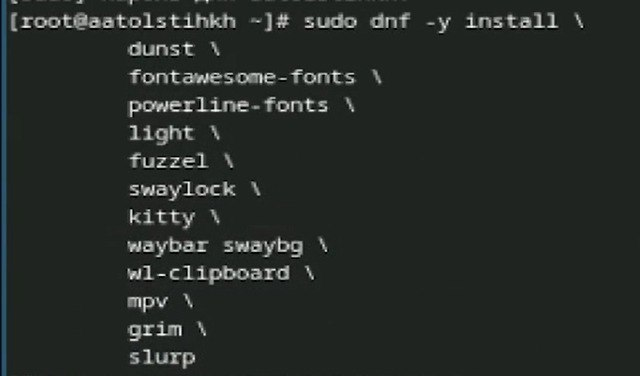 [root@aatolstihkh ~]# sudo dnf -y install \
dunst \
fontawesome-fonts \
powerline-fonts \
light \
fuzzel \
swaylock \
kitty \
waybar swaybg \
wl-clipboard \
mpv \
grim \
slurp